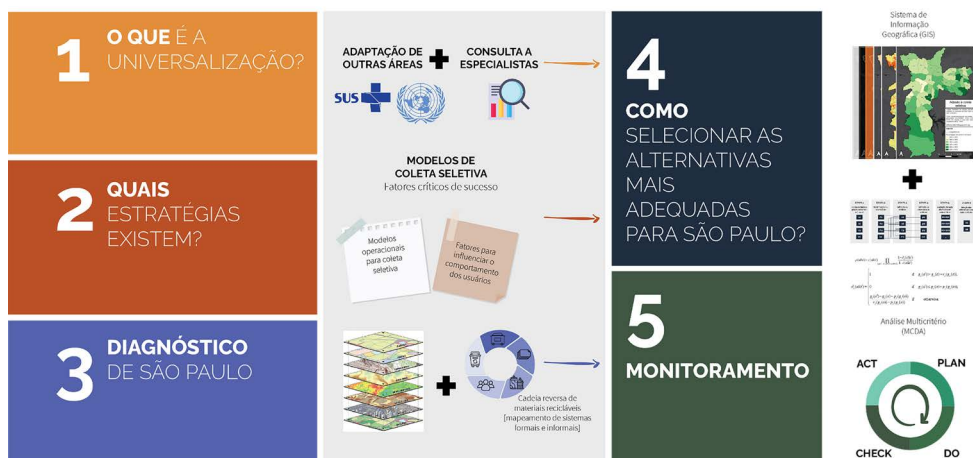 1
O QUE É A
UNIVERSALIZAÇÃO?
2
QUAIS
ESTRATÉGIAS
EXISTEM?
3
DIAGNÓSTICO
DE SÃO PAULO
ADAPTAÇÃO DE
OUTRAS ÁREAS
CONSULTA A
ESPECIALISTAS
SUS
MODELOS DE
COLETA SELETIVA
Fatores críticos de sucesso
Modelos
operacionais
para coleta
seletiva
Fatores para
influenciar o
comportamento
dos usuários
Cadeia reversa de
materiais recicláveis
[mapeamento de sistemas
formais e informais]
4
COMO
SELECIONAR AS
ALTERNATIVAS
MAIS
ADEQUADAS
PARA SÃO PAULO?
5
MONITORAMENTO
Sistema de
Informação
Geográfica (GIS)
Análise Multicritério
(MCDA)
ACT
PLAN
CHECK
DO